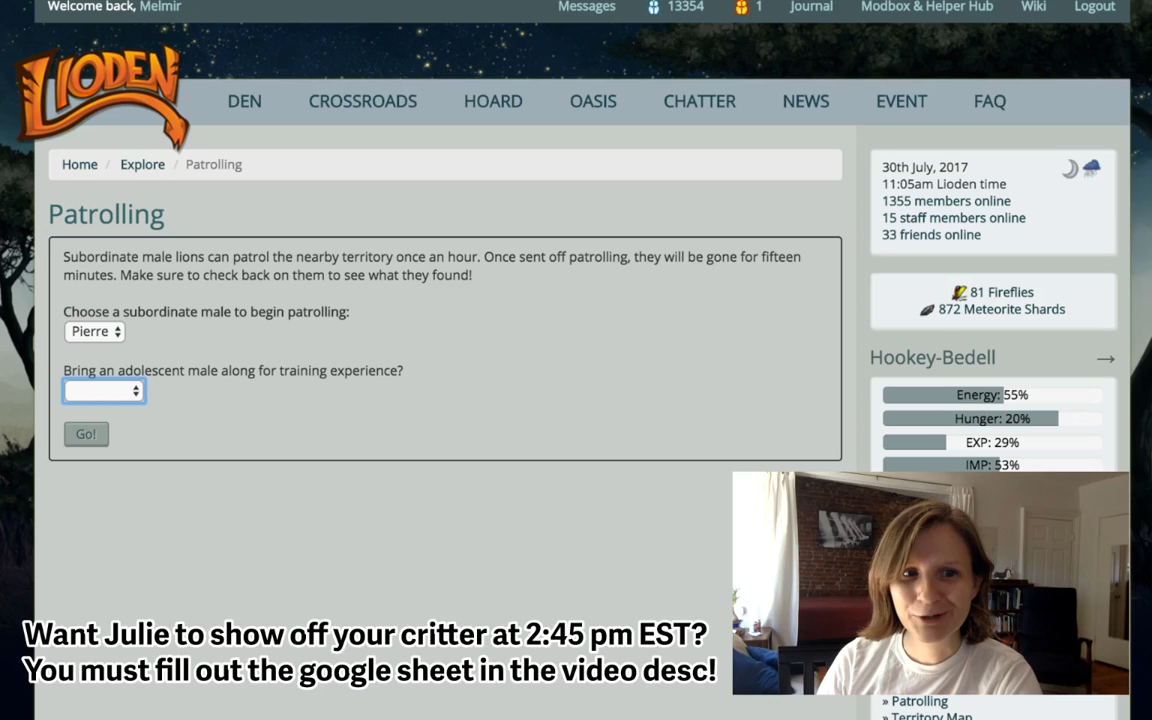 Welcome back, Melmir
Messages 13354 1 Journal Modbox & Helper Hub Wiki Logout
LIODEN
DEN CROSSROADS HOARD OASIS CHATTER NEWS EVENT FAQ
Home / Explore / Patrolling
Patrolling
Subordinate male lions can patrol the nearby territory once an hour. Once sent off patrolling, they will be gone for fifteen
minutes. Make sure to check back on them to see what they found!
Choose a subordinate male to begin patrolling:
Pierre
Bring an adolescent male along for training experience?
Go!
30th July, 2017
11:05am Lioden time
1355 members online
15 staff members online
33 friends online
81 Fireflies
872 Meteorite Shards
Hookey-Bedell →
Energy: 55%
Hunger: 20%
EXP: 29%
IMP: 53%
» Patrolling
» Territory Map
Want Julie to show off your critter at 2:45 pm EST?
You must fill out the google sheet in the video desc!